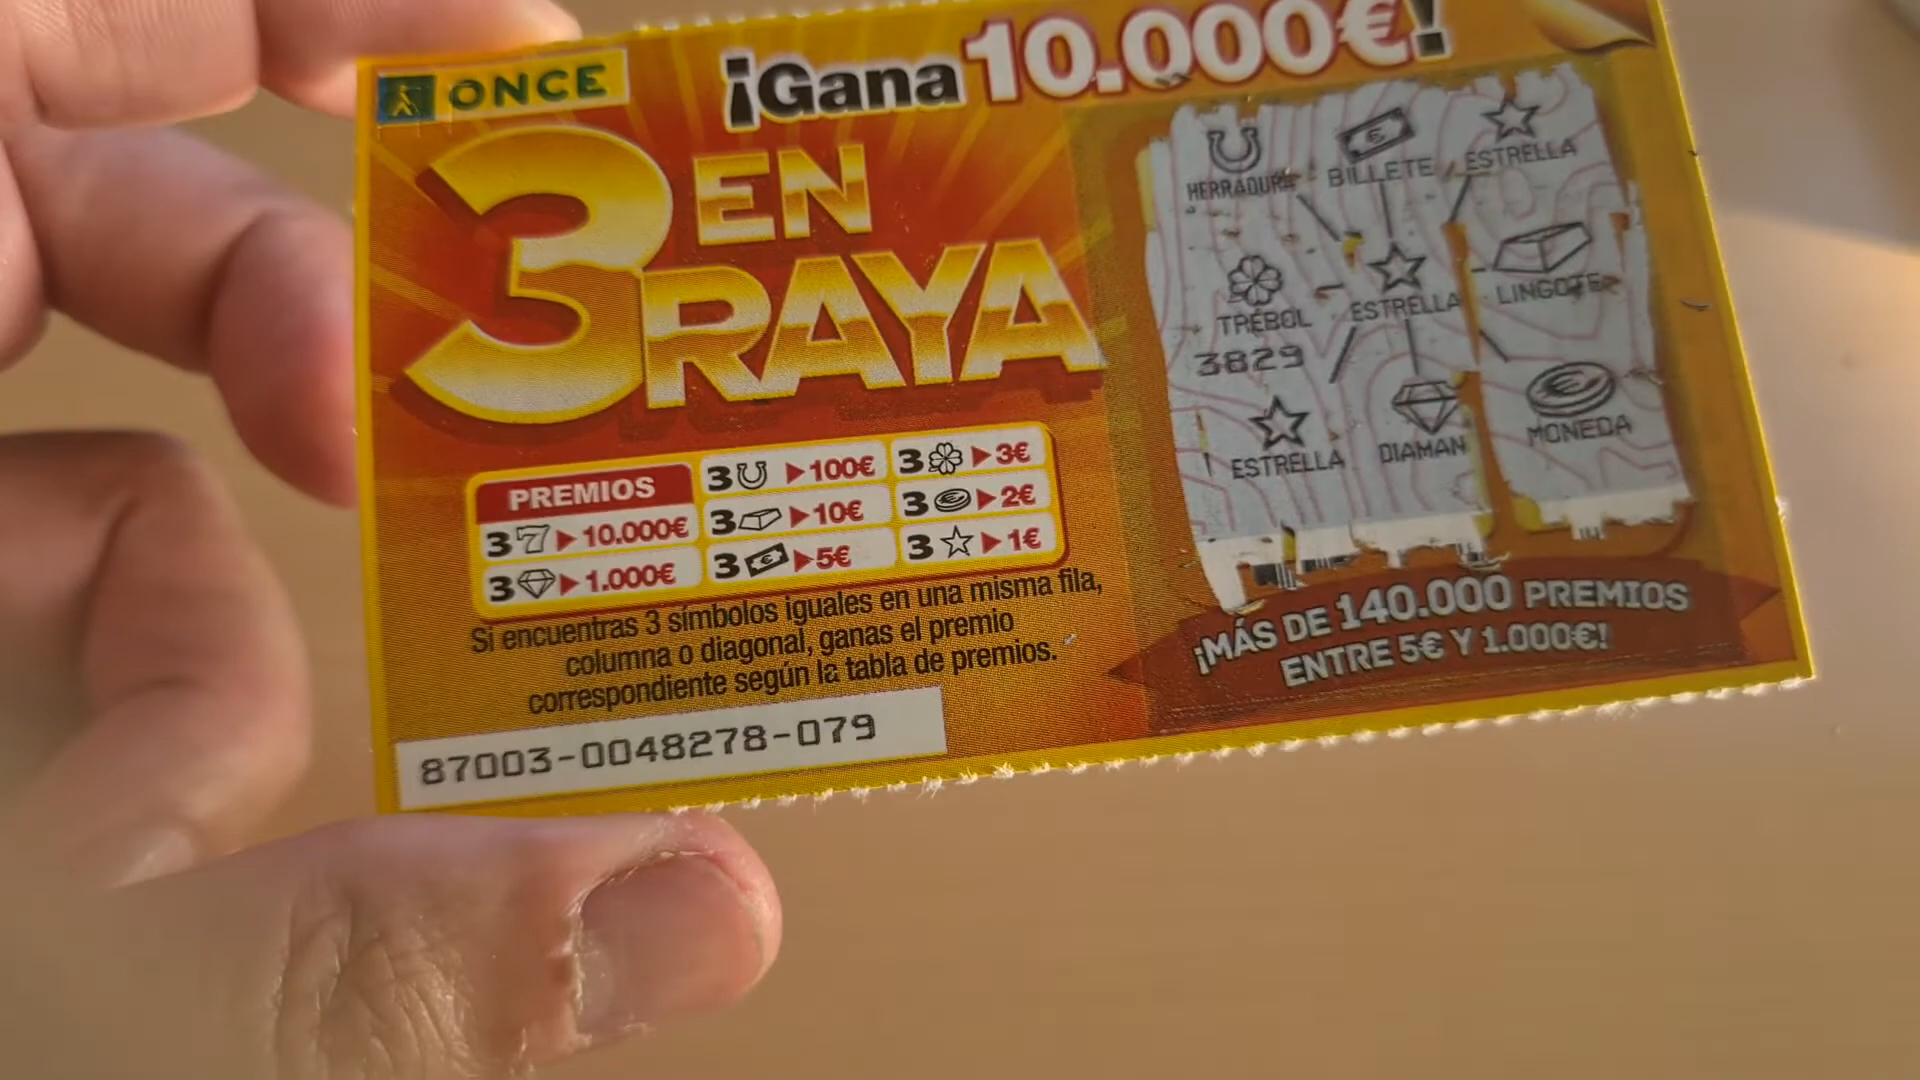 ONCE
¡Gana 10.000€!
3 EN
RAYA
PREMIOS
3 7 10.000€
3 1.000€
3 100€
3 10€
3 5€
3 3€
3 2€
3 1€
Si encuentras 3 símbolos iguales en una misma fila,
columna o diagonal, ganas el premio
correspondiente según la tabla de premios.
87003-0048278-079
HERRADURA BILLETE ESTRELLA
TRÉBOL ESTRELLA LINGOTE
3829
ESTRELLA DIAMAN MONEDA
¡MÁS DE 140.000 PREMIOS
ENTRE 5€ Y 1.000€!